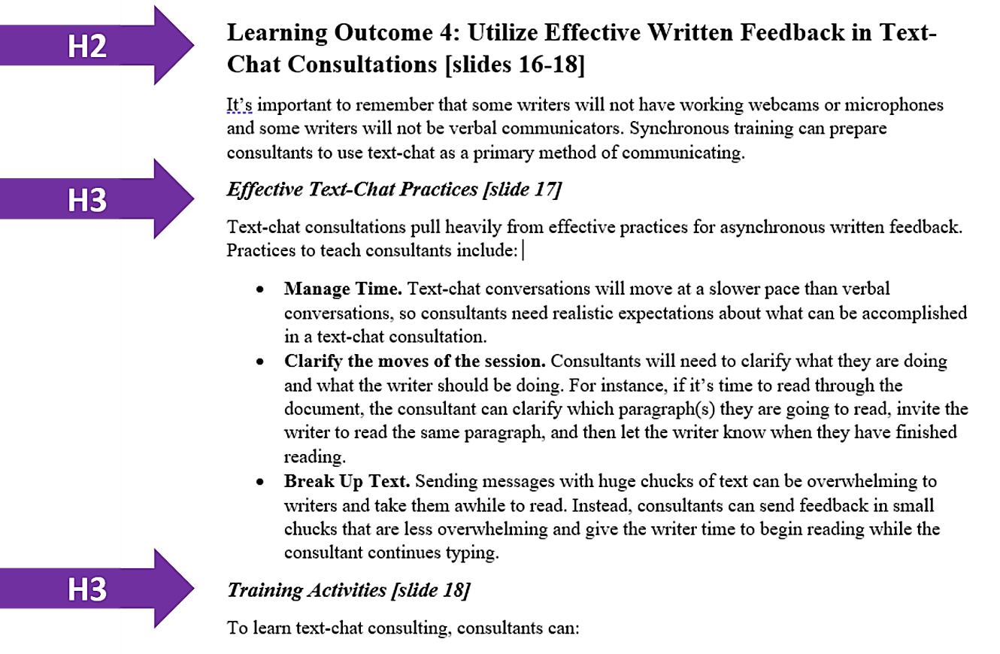 H2
Learning Outcome 4: Utilize Effective Written Feedback in Text-
Chat Consultations [slides 16-18]
It’s important to remember that some writers will not have working webcams or microphones
and some writers will not be verbal communicators. Synchronous training can prepare
consultants to use text-chat as a primary method of communicating.
H3
Effective Text-Chat Practices [slide 17]
Text-chat consultations pull heavily from effective practices for asynchronous written feedback.
Practices to teach consultants include:
• Manage Time. Text-chat conversations will move at a slower pace than verbal
conversations, so consultants need realistic expectations about what can be accomplished
in a text-chat consultation.
• Clarify the moves of the session. Consultants will need to clarify what they are doing
and what the writer should be doing. For instance, if it’s time to read through the
document, the consultant can clarify which paragraph(s) they are going to read, invite the
writer to read the same paragraph, and then let the writer know when they have finished
reading.
• Break Up Text. Sending messages with huge chucks of text can be overwhelming to
writers and take them awhile to read. Instead, consultants can send feedback in small
chucks that are less overwhelming and give the writer time to begin reading while the
consultant continues typing.
H3
Training Activities [slide 18]
To learn text-chat consulting, consultants can: